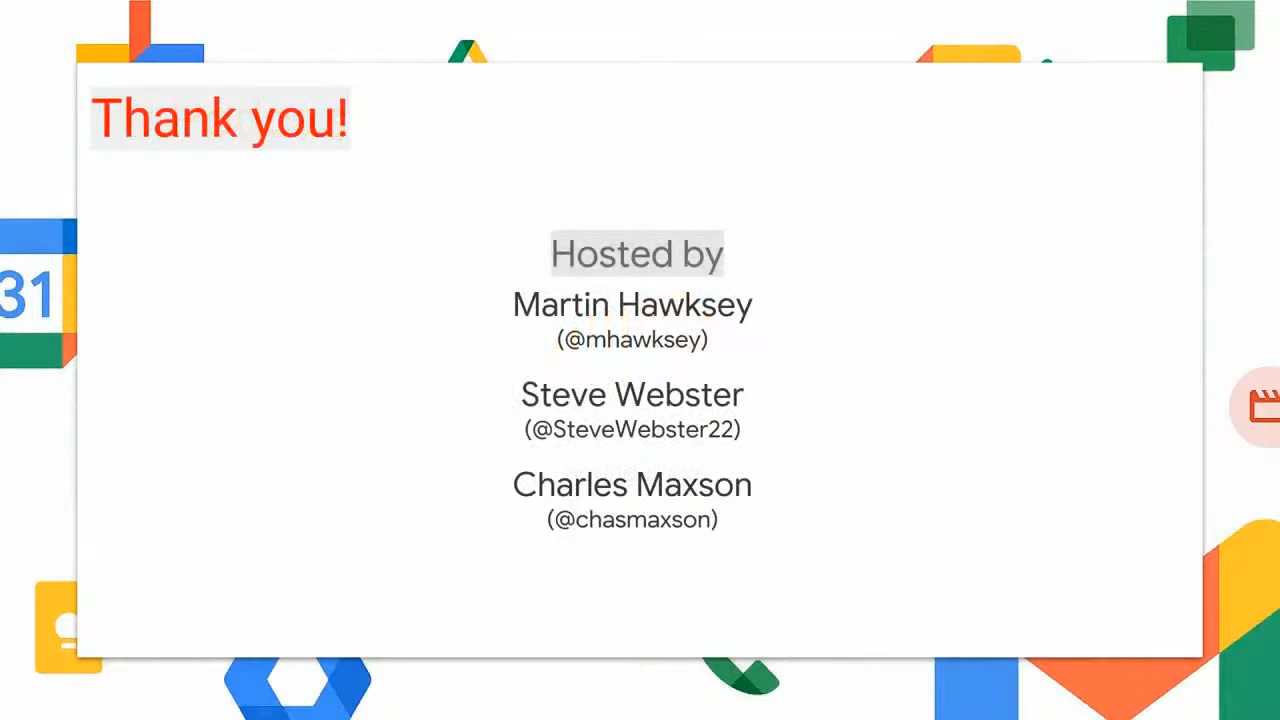 Thank you!
31
Hosted by
Martin Hawksey
(@mhawksey)
Steve Webster
(@SteveWebster22)
Charles Maxson
(@chasmaxson)